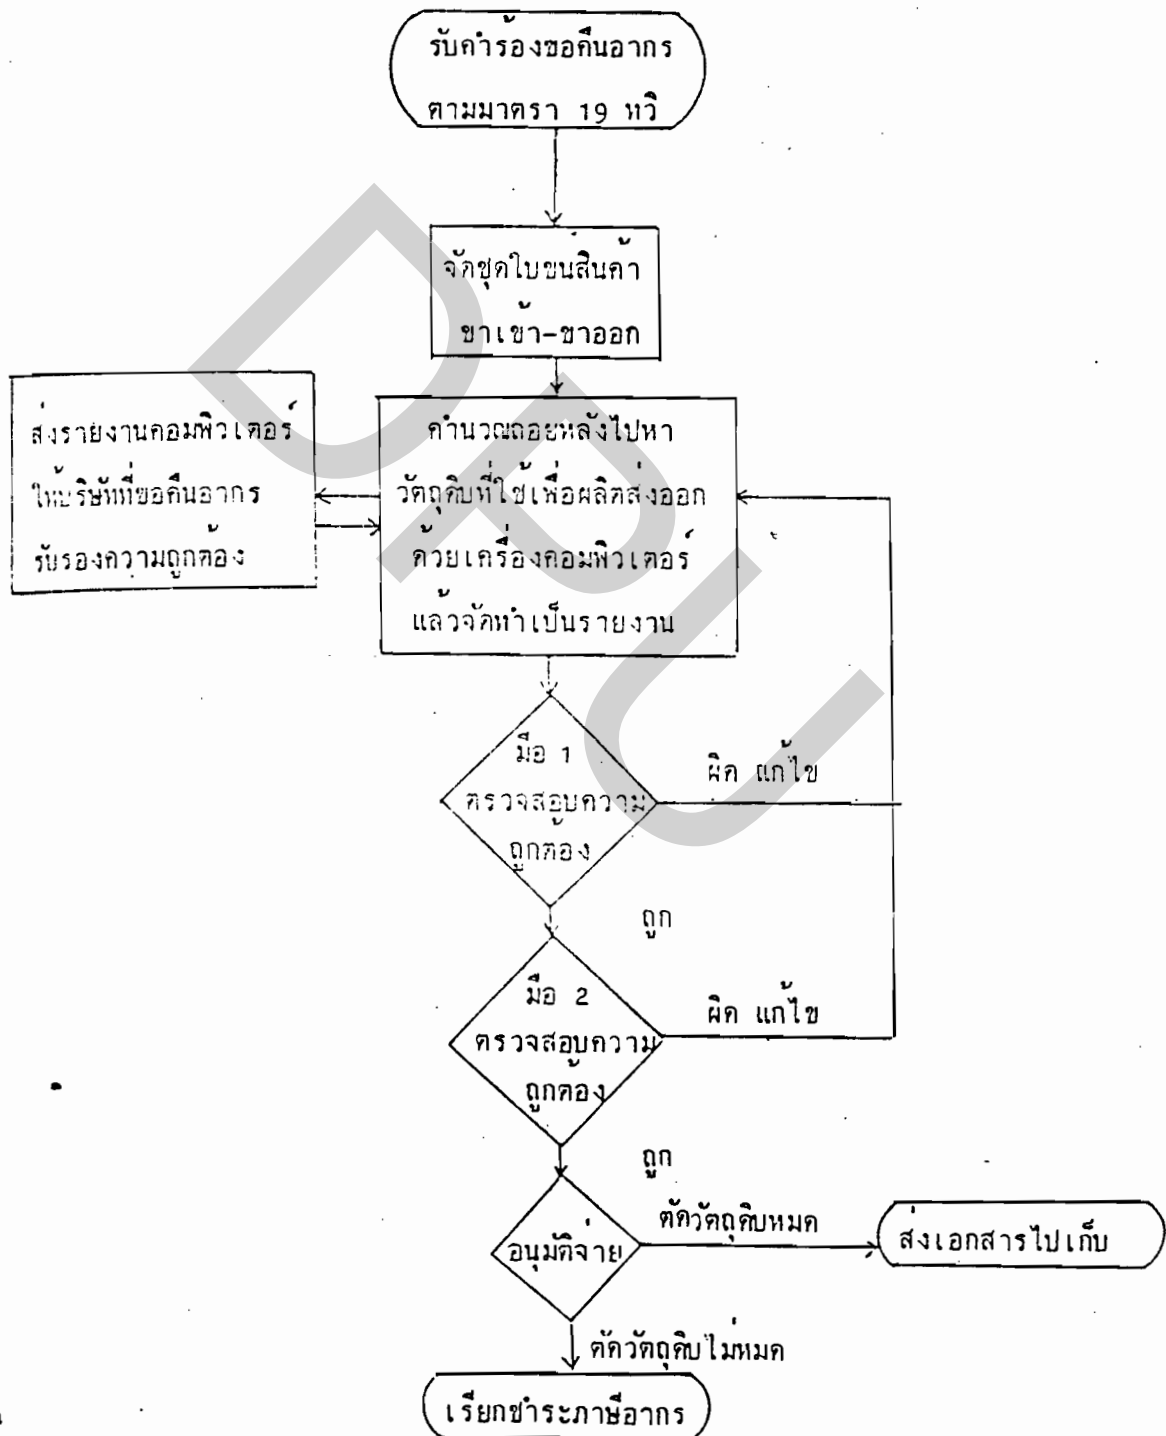 รับคำร้องขอคืนอากร
ตามมาตรา 19 ทวิ
จัดชุดใบขนสินค้า
ขาเข้า-ขาออก
ส่งรายงานคอมพิวเตอร์
ให้บริษัทที่ขอคืนอากร
รับรองความถูกต้อง
คำนวณถอยหลังไปหา
วัตถุดิบที่ใช้เพื่อผลิตส่งออก
ด้วยเครื่องคอมพิวเตอร์
แล้วจัดทำเป็นรายงาน
มือ 1
ตรวจสอบความ
ถูกต้อง
ผิด แก้ไข
ถูก
มือ 2
ตรวจสอบความ
ถูกต้อง
ผิด แก้ไข
ถูก
อนุมัติจ่าย
ตัดวัตถุดิบหมด
ส่งเอกสารไปเก็บ
ตัดวัตถุดิบไม่หมด
เรียกชำระภาษีอากร
DPU